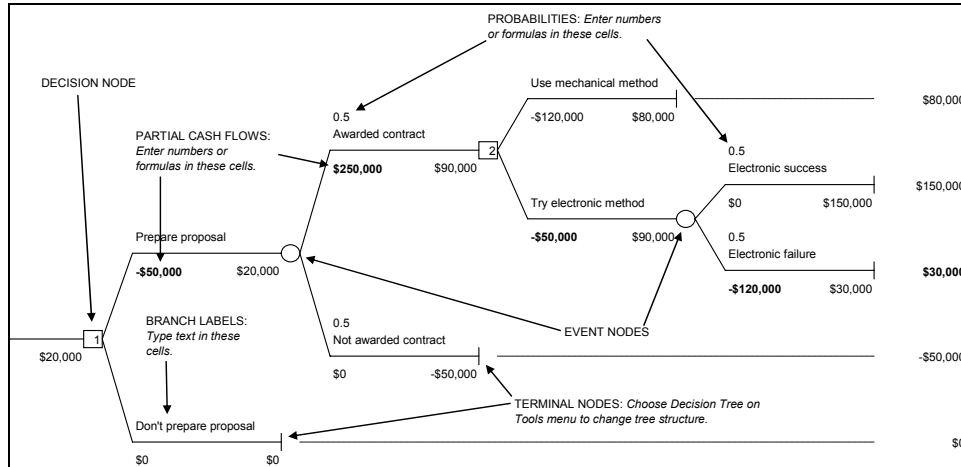 PROBABILITIES: Enter numbers
or formulas in these cells.
DECISION NODE
Use mechanical method
-$120,000 $80,000
$80,000
0.5
Awarded contract
$250,000 $90,000
PARTIAL CASH FLOWS:
Enter numbers or
formulas in these cells.
2
0.5
Electronic success
$0 $150,000
$150,000
Try electronic method
-$50,000 $90,000
0.5
Electronic failure
-$120,000 $30,000
$30,000
Prepare proposal
-$50,000 $20,000
BRANCH LABELS:
Type text in these
cells.
EVENT NODES
1
$20,000
0.5
Not awarded contract
$0 -$50,000
-$50,000
TERMINAL NODES: Choose Decision Tree on
Tools menu to change tree structure.
Don't prepare proposal
$0 $0
$0